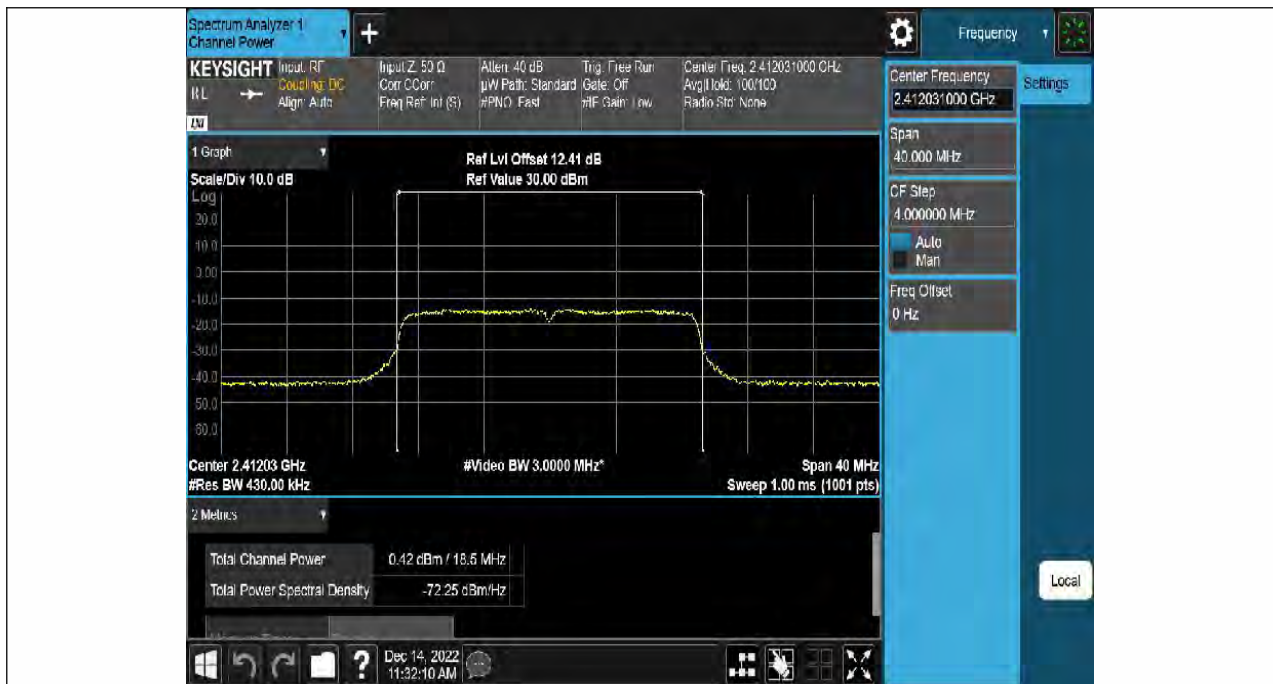 Spectrum Analyzer 1
Channel Power
+
Frequency
KEYSIGHT
RL
LXI
Input: RF
Coupling: DC
Align: Auto
Input Z: 50 Ω
Corr CCorr
Freq Ref: Int (S)
Atten: 40 dB
µW Path: Standard
#PNO: Fast
Trig: Free Run
Gate: Off
#IF Gain: Low
Center Freq: 2.412031000 GHz
Avg|Hold: 100/100
Radio Std: None
Center Frequency
2.412031000 GHz
Settings
Span
40.000 MHz
CF Step
4.000000 MHz
Auto
Man
Freq Offset
0 Hz
1 Graph
Scale/Div 10.0 dB
Ref Lvl Offset 12.41 dB
Ref Value 30.00 dBm
Log
20.0
10.0
0.00
-10.0
-20.0
-30.0
-40.0
-50.0
-60.0
Center 2.41203 GHz
#Video BW 3.0000 MHz*
Span 40 MHz
#Res BW 430.00 kHz
Sweep 1.00 ms (1001 pts)
2 Metrics
Total Channel Power 0.42 dBm / 18.5 MHz
Total Power Spectral Density -72.25 dBm/Hz
Local
?
Dec 14, 2022
11:32:10 AM